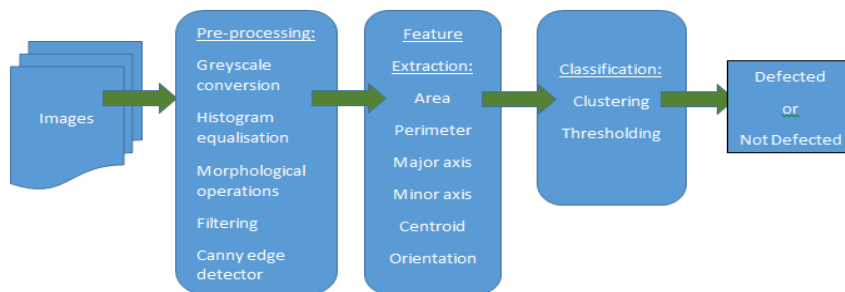 Images
Pre-processing:
Greyscale
conversion
Histogram
equalisation
Morphological
operations
Filtering
Canny edge
detector
Feature
Extraction:
Area
Perimeter
Major axis
Minor axis
Centroid
Orientation
Classification:
Clustering
Thresholding
Defected
or
Not Defected